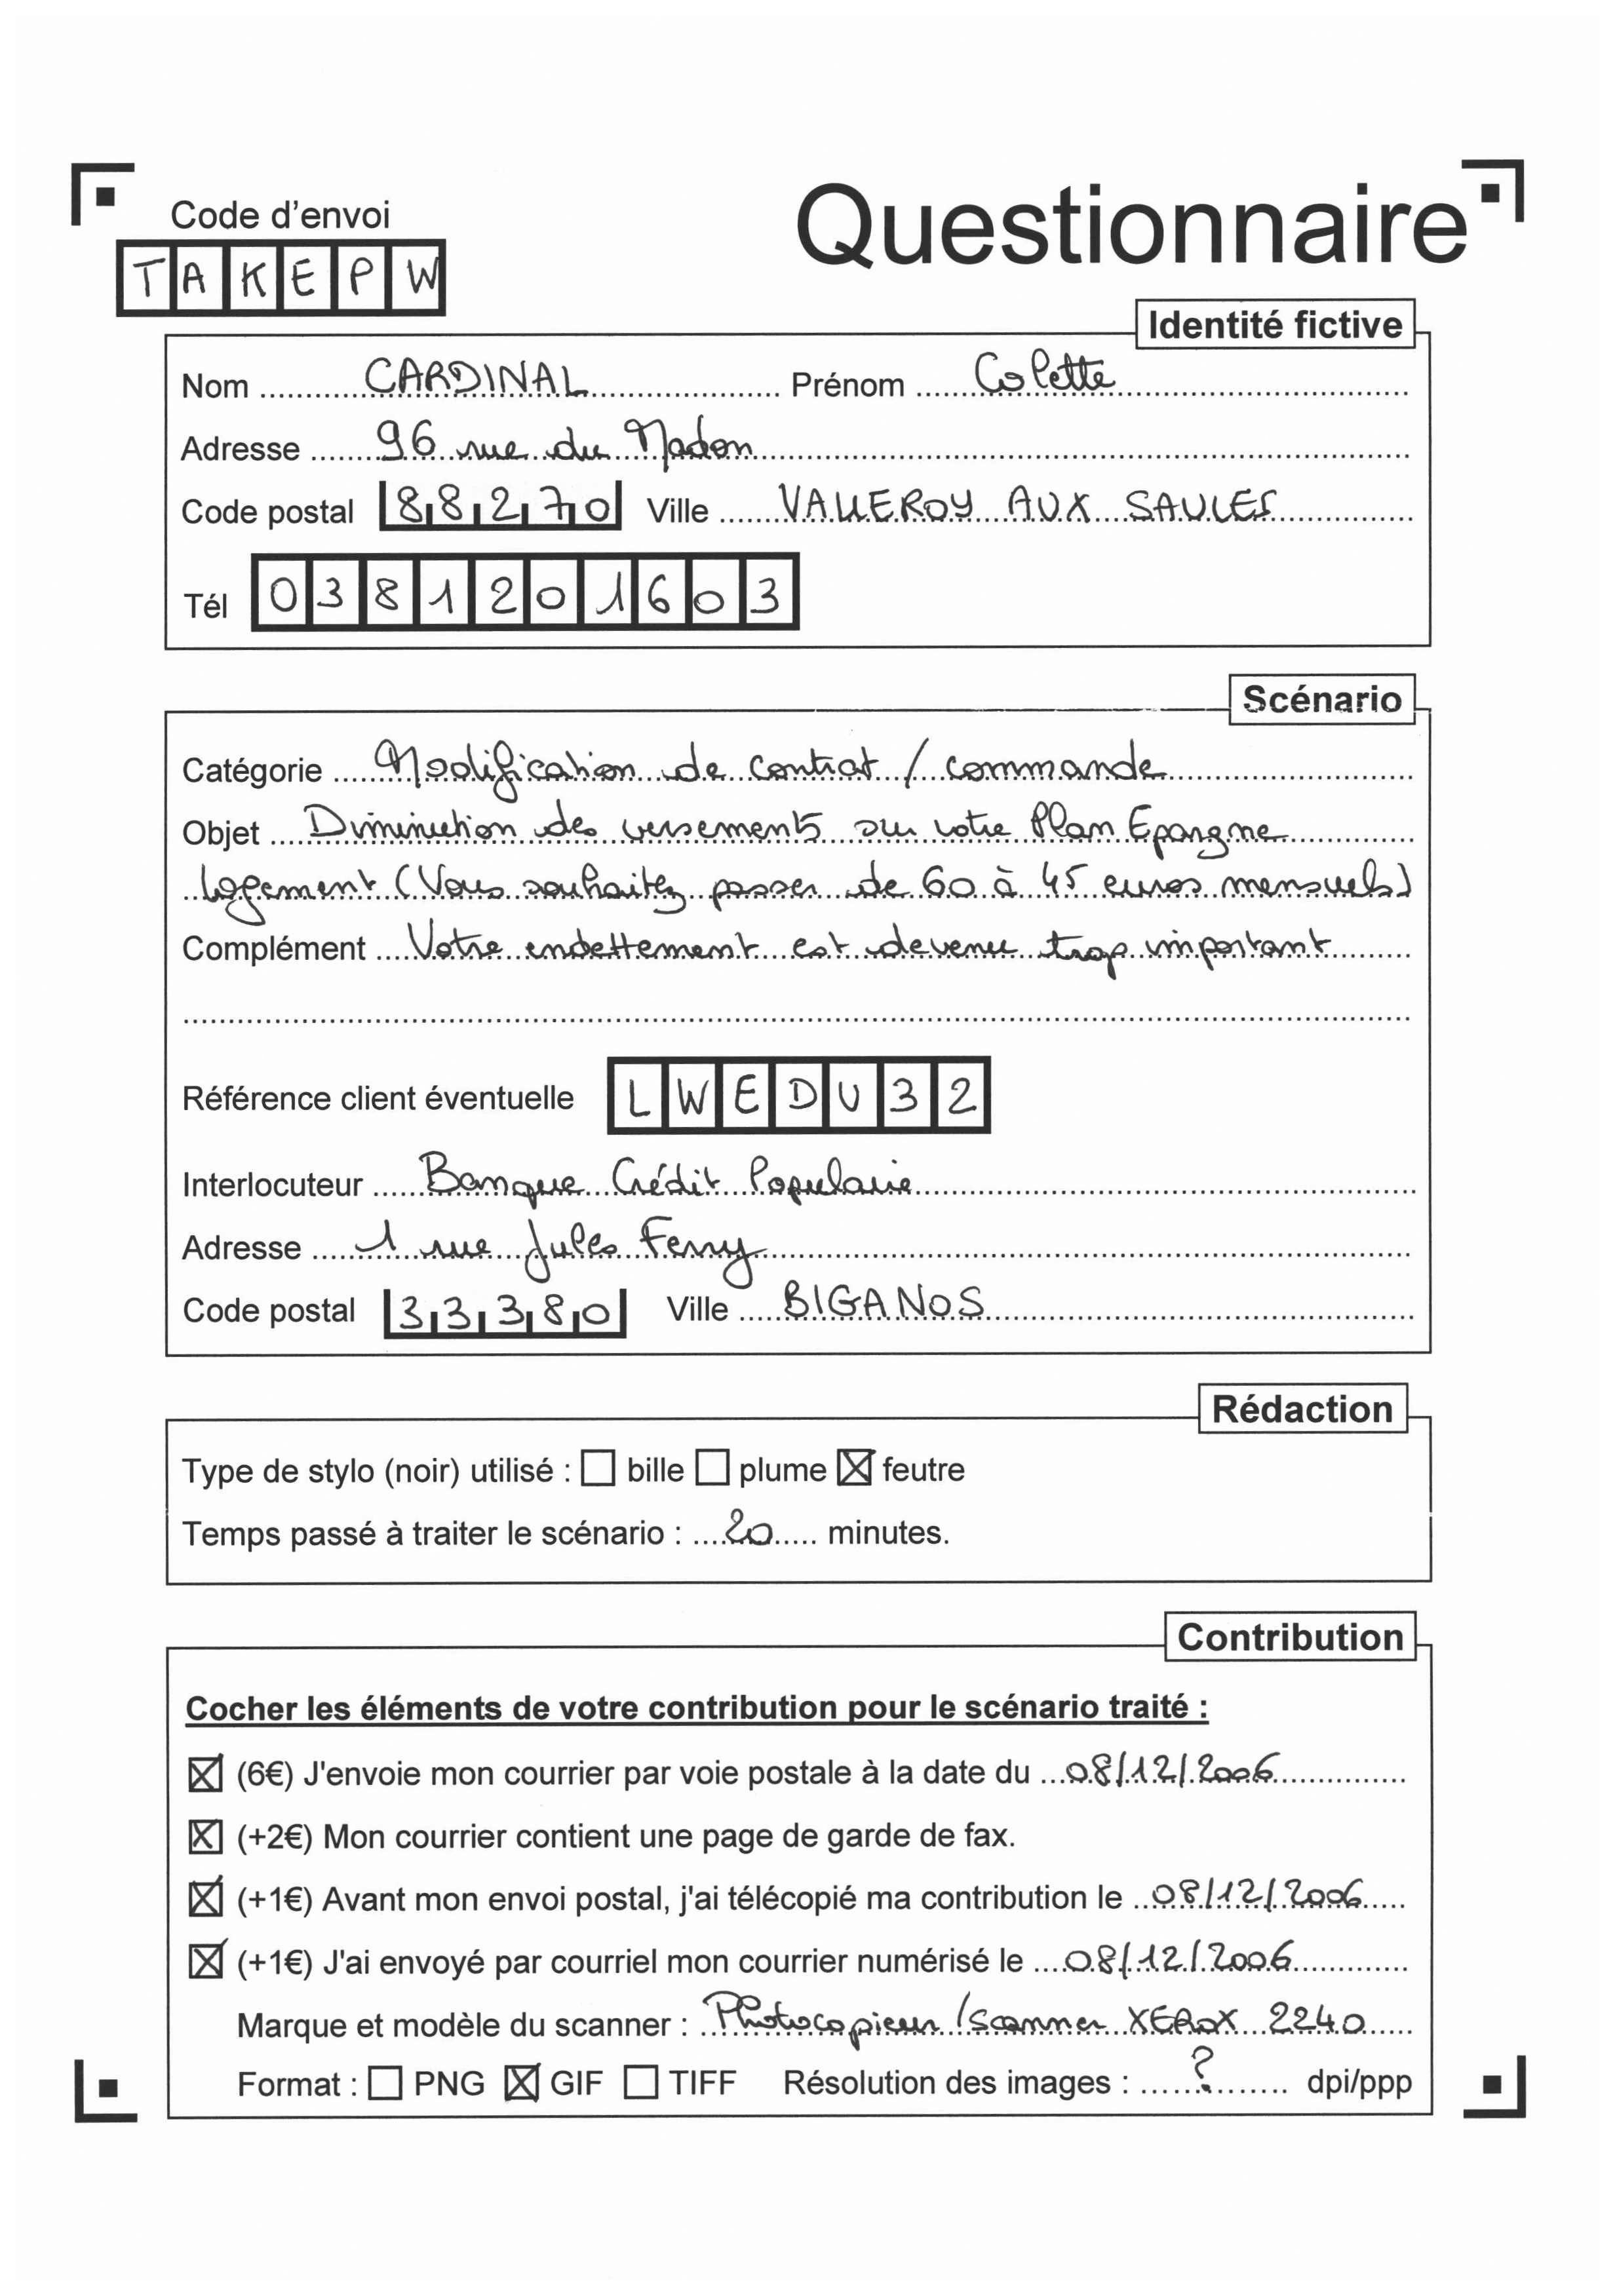 Code d'envoi
Questionnaire
TAKEPW
Identité fictive
Nom CARDINAL Prénom Colette
Adresse 96 rue du Madon
Code postal 88270 Ville VALLEROY AUX SAULES
Tél 0381201603
Scénario
Catégorie Modification de contrat / commande
Objet Diminution des versements sur votre Plan Epargne
Logement (Vous souhaitez passer de 60 à 45 euros mensuels)
Complément Votre endettement est devenu trop important
Référence client éventuelle LWEDU32
Interlocuteur Banque Crédit Populaire
Adresse 1 rue Jules Ferry
Code postal 33380 Ville BIGANOS
Rédaction
Type de stylo (noir) utilisé : ☐ bille ☐ plume ☒ feutre
Temps passé à traiter le scénario : 20 minutes.
Contribution
Cocher les éléments de votre contribution pour le scénario traité :
☒ (6€) J'envoie mon courrier par voie postale à la date du 08/12/2006
☒ (+2€) Mon courrier contient une page de garde de fax.
☒ (+1€) Avant mon envoi postal, j'ai télécopié ma contribution le 08/12/2006
☒ (+1€) J'ai envoyé par courriel mon courrier numérisé le 08/12/2006
Marque et modèle du scanner : Photocopieur / Scanner XEROX 2240
Format : ☐ PNG ☒ GIF ☐ TIFF Résolution des images : ? dpi/ppp